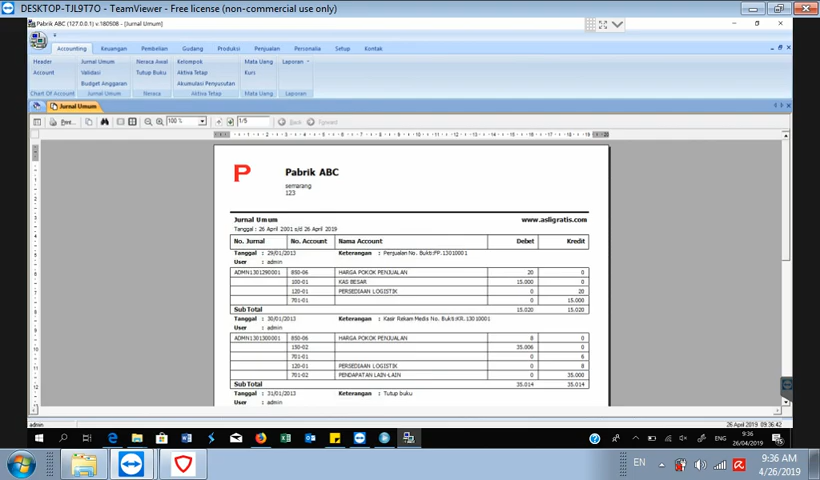 DESKTOP-TJL9T7O - TeamViewer - Free license (non-commercial use only)
Pabrik ABC (127.0.0.1) v.180508 - [Jurnal Umum]
Accounting Keuangan Pembelian Gudang Produksi Penjualan Personalia Setup Kontak
Header Jurnal Umum Neraca Awal Kelompok Mata Uang Laporan
Account Validasi Tutup Buku Aktiva Tetap Kurs
Budget Anggaran Akumulasi Penyusutan
Chart Of Account Jurnal Umum Neraca Aktiva Tetap Mata Uang Laporan
Jurnal Umum
Print... 100 % 1/5 Back Forward
P
Pabrik ABC
semarang
123
Jurnal Umum www.asligratis.com
Tanggal : 26 April 2001 s/d 26 April 2019
No. Jurnal No. Account Nama Account Debet Kredit
Tanggal : 29/01/2013 Keterangan : Penjualan No. Bukti:FP.13010001
User : admin
ADMN1301290001 850-06 HARGA POKOK PENJUALAN 20 0
100-01 KAS BESAR 15.000 0
120-01 PERSEDIAAN LOGISTIK 0 20
701-01 0 15.000
Sub Total 15.020 15.020
Tanggal : 30/01/2013 Keterangan : Kasir Rekam Medis No. Bukti:KR.13010001
User : admin
ADMN1301300001 850-06 HARGA POKOK PENJUALAN 8 0
150-02 35.006 0
701-01 0 6
120-01 PERSEDIAAN LOGISTIK 0 8
701-02 PENDAPATAN LAIN-LAIN 0 35.000
Sub Total 35.014 35.014
Tanggal : 31/01/2013 Keterangan : Tutup buku
User : admin
admin 26 April 2019 09:36:42
ENG 9:36
26/04/2019
EN 9:36 AM
4/26/2019